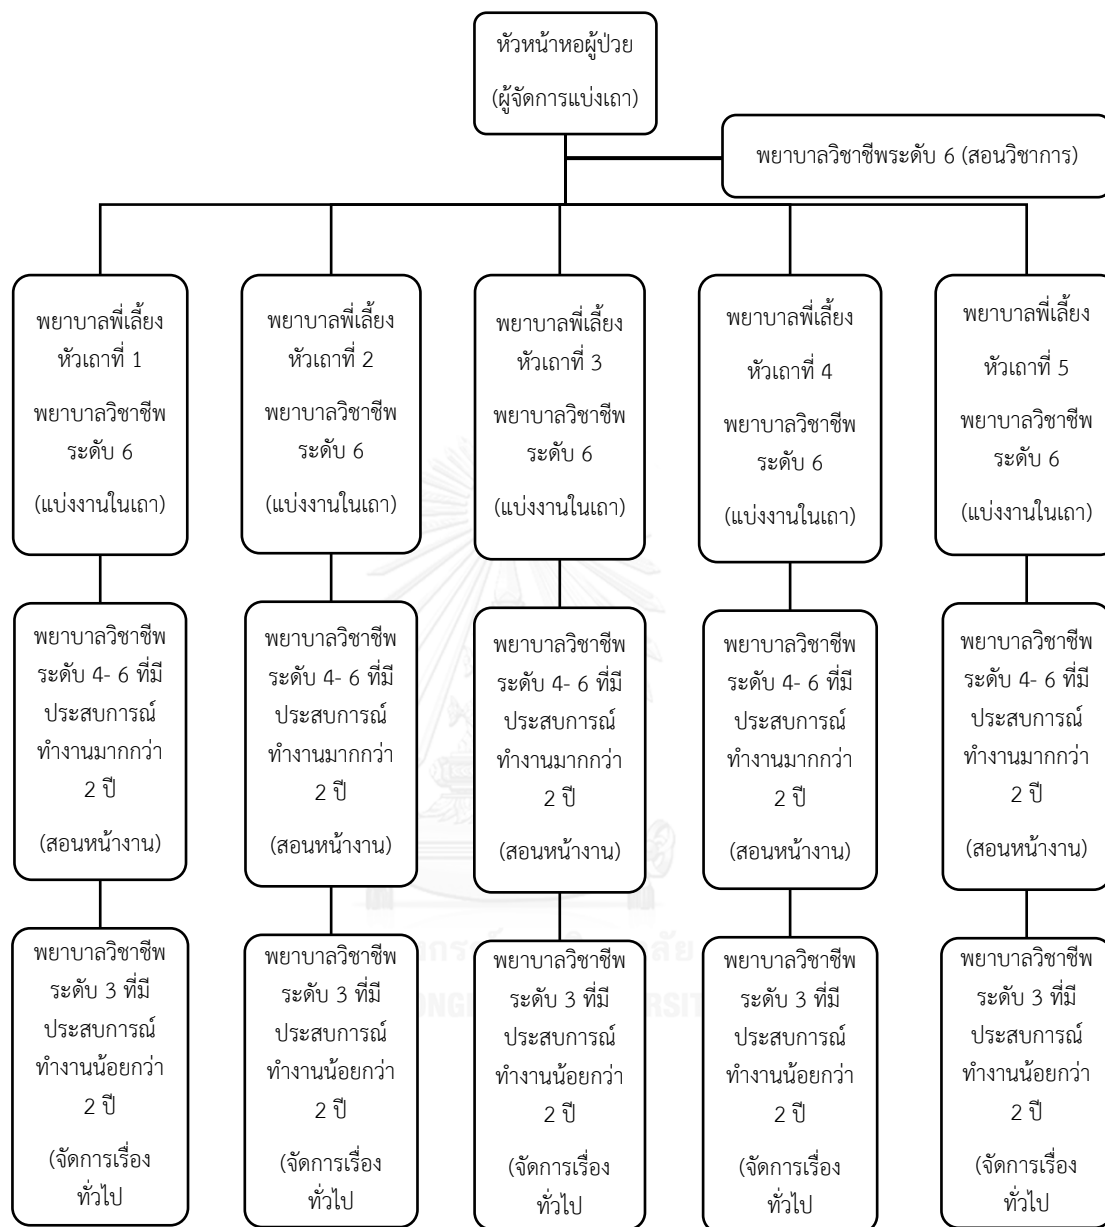 หัวหน้าหอผู้ป่วย
(ผู้จัดการแบ่งเถา)
พยาบาลวิชาชีพระดับ 6 (สอนวิชาการ)
พยาบาลพี่เลี้ยง
หัวเถาที่ 1
พยาบาลวิชาชีพ
ระดับ 6
(แบ่งงานในเถา)
พยาบาลพี่เลี้ยง
หัวเถาที่ 2
พยาบาลวิชาชีพ
ระดับ 6
(แบ่งงานในเถา)
พยาบาลพี่เลี้ยง
หัวเถาที่ 3
พยาบาลวิชาชีพ
ระดับ 6
(แบ่งงานในเถา)
พยาบาลพี่เลี้ยง
หัวเถาที่ 4
พยาบาลวิชาชีพ
ระดับ 6
(แบ่งงานในเถา)
พยาบาลพี่เลี้ยง
หัวเถาที่ 5
พยาบาลวิชาชีพ
ระดับ 6
(แบ่งงานในเถา)
พยาบาลวิชาชีพ
ระดับ 4- 6 ที่มี
ประสบการณ์
ทำงานมากกว่า
2 ปี
(สอนหน้างาน)
พยาบาลวิชาชีพ
ระดับ 4- 6 ที่มี
ประสบการณ์
ทำงานมากกว่า
2 ปี
(สอนหน้างาน)
พยาบาลวิชาชีพ
ระดับ 4- 6 ที่มี
ประสบการณ์
ทำงานมากกว่า
2 ปี
(สอนหน้างาน)
พยาบาลวิชาชีพ
ระดับ 4- 6 ที่มี
ประสบการณ์
ทำงานมากกว่า
2 ปี
(สอนหน้างาน)
พยาบาลวิชาชีพ
ระดับ 4- 6 ที่มี
ประสบการณ์
ทำงานมากกว่า
2 ปี
(สอนหน้างาน)
พยาบาลวิชาชีพ
ระดับ 3 ที่มี
ประสบการณ์
ทำงานน้อยกว่า
2 ปี
(จัดการเรื่อง
ทั่วไป
พยาบาลวิชาชีพ
ระดับ 3 ที่มี
ประสบการณ์
ทำงานน้อยกว่า
2 ปี
(จัดการเรื่อง
ทั่วไป
พยาบาลวิชาชีพ
ระดับ 3 ที่มี
ประสบการณ์
ทำงานน้อยกว่า
2 ปี
(จัดการเรื่อง
ทั่วไป
พยาบาลวิชาชีพ
ระดับ 3 ที่มี
ประสบการณ์
ทำงานน้อยกว่า
2 ปี
(จัดการเรื่อง
ทั่วไป
พยาบาลวิชาชีพ
ระดับ 3 ที่มี
ประสบการณ์
ทำงานน้อยกว่า
2 ปี
(จัดการเรื่อง
ทั่วไป